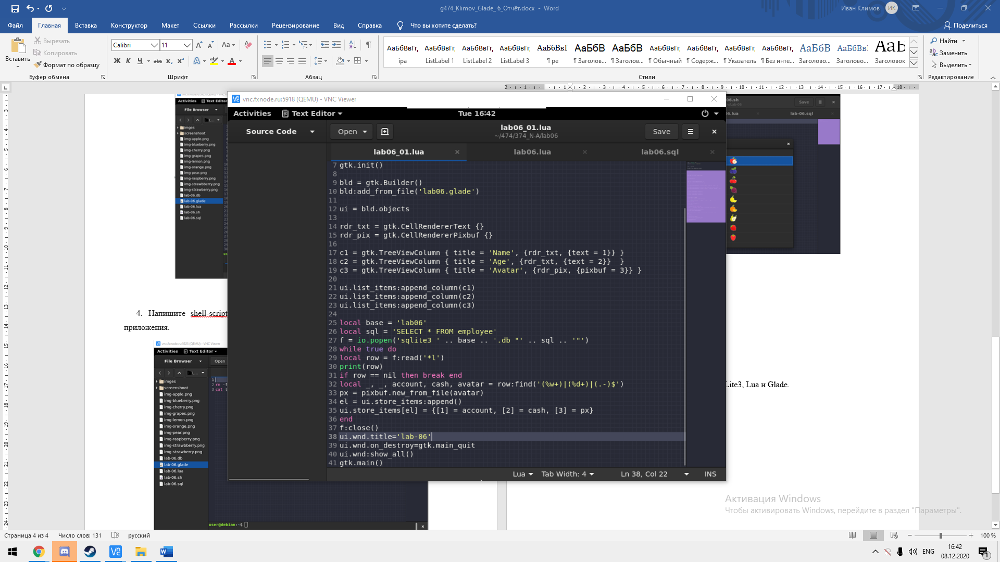 g474_Klimov_Glade_ 6_Отчёт.docx - Word
Иван Климов ИК
Файл Главная Вставка Конструктор Макет Ссылки Рассылки Рецензирование Вид Справка Что вы хотите сделать? Поделиться
Вставить
Вырезать
Копировать
Формат по образцу
Буфер обмена
Calibri 11
Шрифт
Абзац
АаБбВвГг, АаБбВвГг, АаБбВвГг, АаБбВвГг, АаБбВвГ АаБбВ АаБбВ АаБбВвГг, АаБбВвГг, АаБбВвГг, АаБбВвГг, АаБбВ АаБбВв
ipa ListLabel 1 ListLabel 2 ListLabel 3 ¶ pe ¶ Заголов... ¶ Заголов... ¶ Обычный ¶ Содерж... ¶ Указатель ¶ Без инте... Заголово... Заголово... Заголовок
Стили
Найти
Заменить
Выделить
Редактирование
vnc.fxnode.ru:5918 (QEMU) - VNC Viewer
Activities Text Editor Tue 16:42
Source Code Open lab06_01.lua Save
~/474/374_N-A/lab06
lab06_01.lua lab06.lua lab06.sql
7 gtk.init()
8
9 bld = gtk.Builder()
10 bld:add_from_file('lab06.glade')
11
12 ui = bld.objects
13
14 rdr_txt = gtk.CellRendererText {}
15 rdr_pix = gtk.CellRendererPixbuf {}
16
17 c1 = gtk.TreeViewColumn { title = 'Name', {rdr_txt, {text = 1}} }
18 c2 = gtk.TreeViewColumn { title = 'Age', {rdr_txt, {text = 2}} }
19 c3 = gtk.TreeViewColumn { title = 'Avatar', {rdr_pix, {pixbuf = 3}} }
20
21 ui.list_items:append_column(c1)
22 ui.list_items:append_column(c2)
23 ui.list_items:append_column(c3)
24
25 local base = 'lab06'
26 local sql = 'SELECT * FROM employee'
27 f = io.popen('sqlite3 ' .. base .. '.db "' .. sql .. '"')
28 while true do
29 local row = f:read('*l')
30 print(row)
31 if row == nil then break end
32 local _, _, account, cash, avatar = row:find('(%w+)|(%d+)|(.-)$')
33 px = pixbuf.new_from_file(avatar)
34 el = ui.store_items:append()
35 ui.store_items[el] = {[1] = account, [2] = cash, [3] = px}
36 end
37 f:close()
38 ui.wnd.title='lab-06'
39 ui.wnd.on_destroy=gtk.main_quit
40 ui.wnd:show_all()
41 gtk.main()
Lua Tab Width: 4 Ln 38, Col 22 INS
Activities Text Editor
File Browser
imges
screenshoot
img-apple.png
img-blueberry.png
img-cherry.png
img-grapes.png
img-lemon.png
img-orange.png
img-pear.png
img-raspberry.png
img-strawbberry.png
img-strawberry.png
lab-06.db
lab-06.glade
lab-06.lua
lab-06.sh
lab-06.sql
Save
lab-06.sql
4. Напишите shell-script
приложения.
Lite3, Lua и Glade.
vnc.fxnode.ru:5925 (QEMU) - VNC Viewer
Activities Text Editor
File Browser Open
imges
screenshoot
img-apple.png
img-blueberry.png
img-cherry.png
img-grapes.png
img-lemon.png
img-orange.png
img-pear.png
img-raspberry.png
img-strawbberry.png
img-strawberry.png
lab-06.db
lab-06.glade
lab-06.lua
lab-06.sh
lab-06.sql
1
2 rm -f
3 cat l
user@debian:~$
Активация Windows
Чтобы активировать Windows, перейдите в раздел "Параметры".
Страница 4 из 4 Число слов: 131 русский 100 %
ENG 16:42
08.12.2020